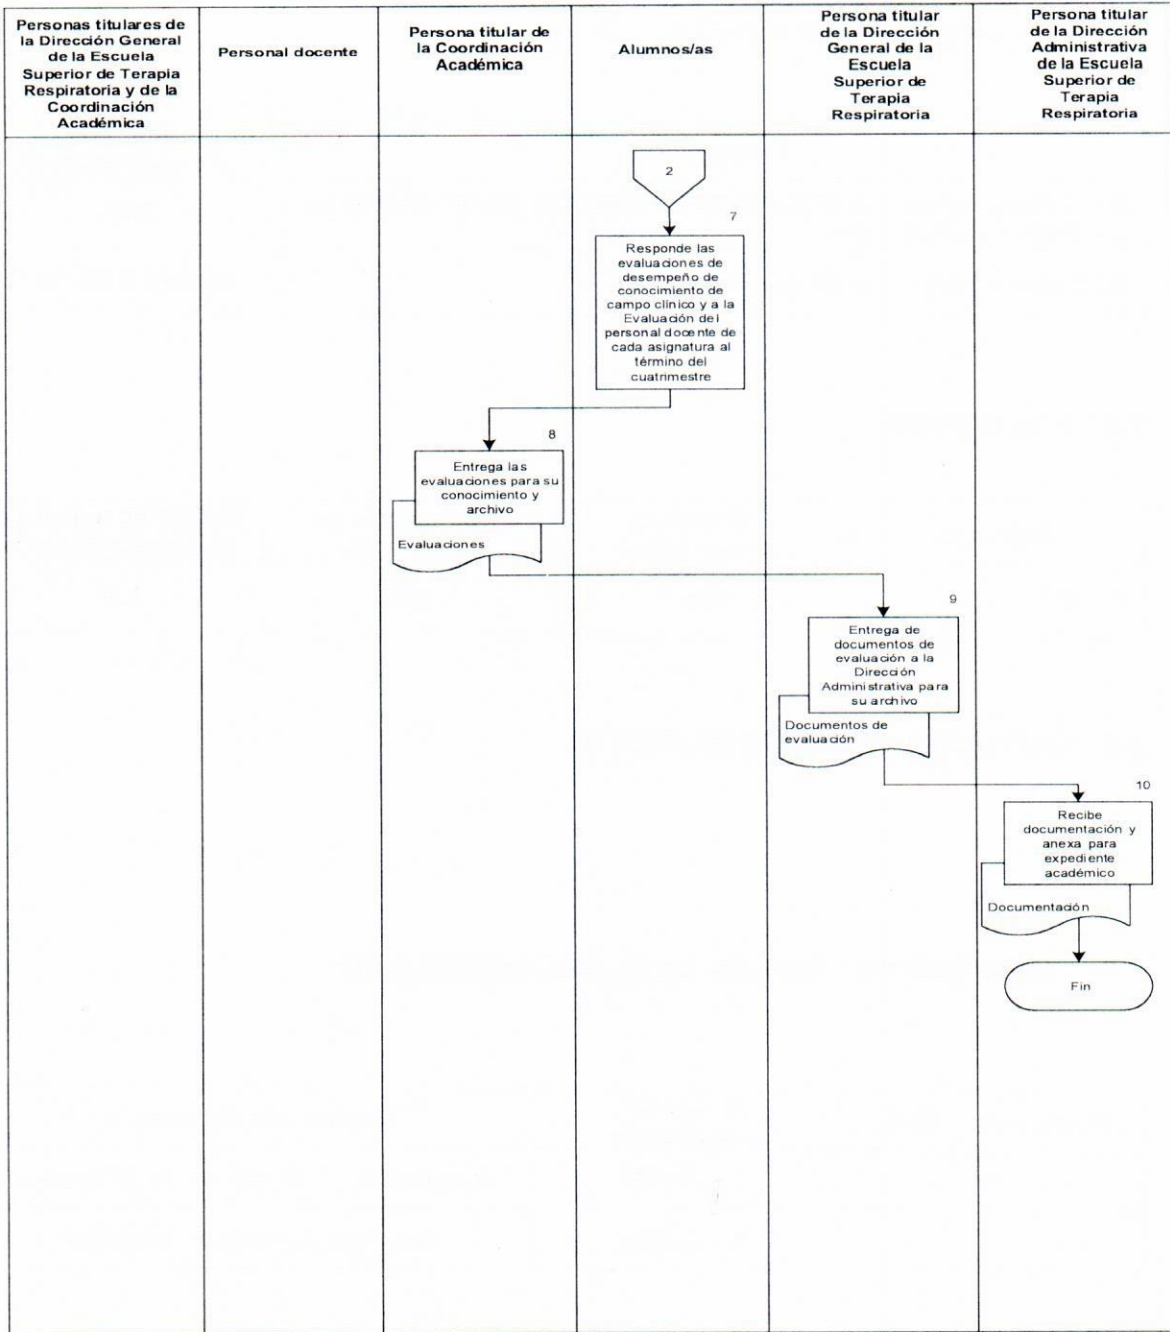 Personas titulares de
la Dirección General
de la Escuela
Superior de Terapia
Respiratoria y de la
Coordinación
Académica
Personal docente
Persona titular de
la Coordinación
Académica
Alumnos/as
Persona titular
de la Dirección
General de la
Escuela
Superior de
Terapia
Respiratoria
Persona titular
de la Dirección
Administrativa
de la Escuela
Superior de
Terapia
Respiratoria
2
7
Responde las
evaluaciones de
desempeño de
conocimiento de
campo clínico y a la
Evaluación del
personal docente de
cada asignatura al
término del
cuatrimestre
8
Entrega las
evaluaciones para su
conocimiento y
archivo
Evaluaciones
9
Entrega de
documentos de
evaluación a la
Dirección
Administrativa para
su archivo
Documentos de
evaluación
10
Recibe
documentación y
anexa para
expediente
académico
Documentación
Fin